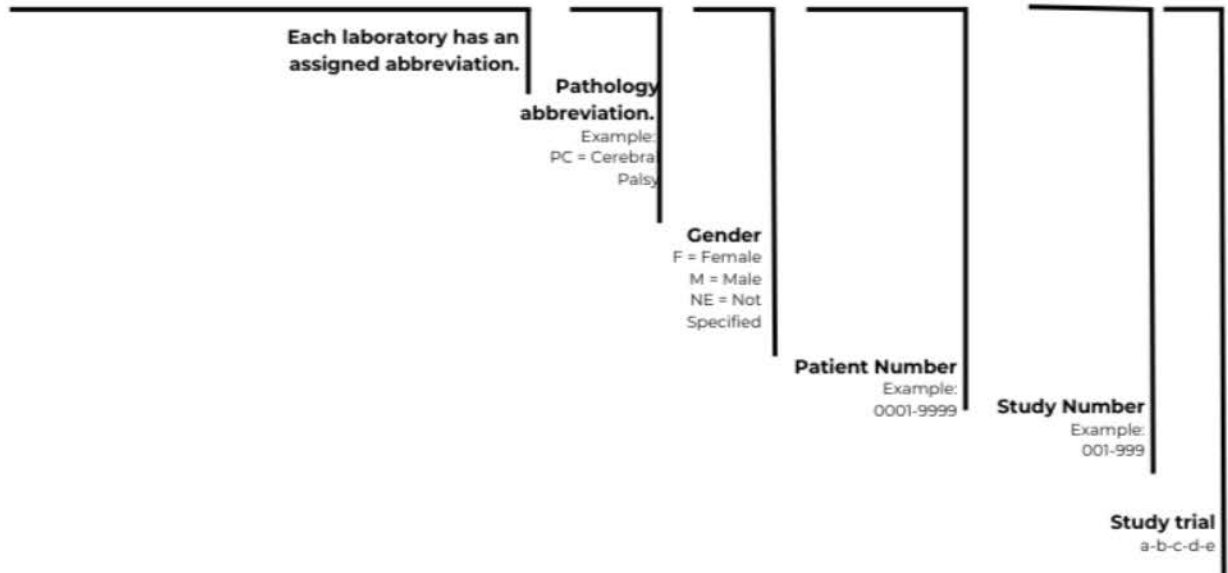 Each laboratory has an
assigned abbreviation.
Pathology
abbreviation.
Example:
PC = Cerebral
Palsy
Gender
F = Female
M = Male
NE = Not
Specified
Patient Number
Example:
0001-9999
Study Number
Example:
001-999
Study trial
a-b-c-d-e